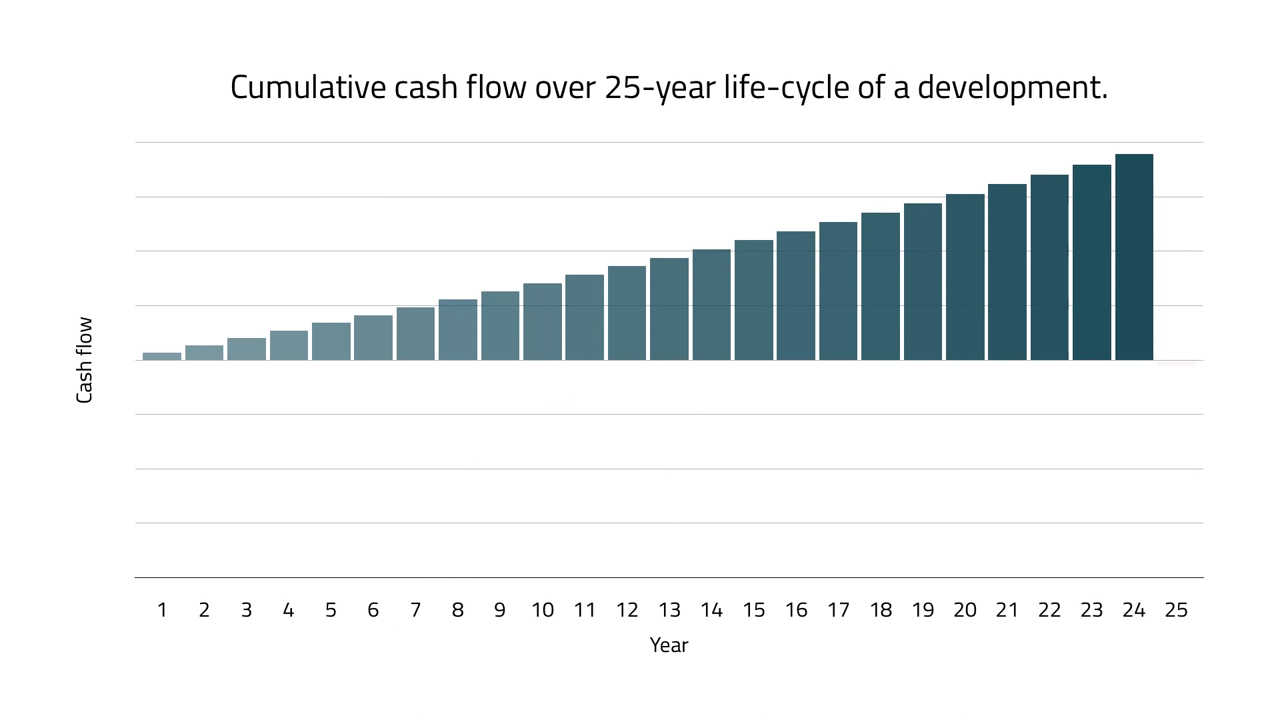 Cumulative cash flow over 25-year life-cycle of a development.
Cash flow
1 2 3 4 5 6 7 8 9 10 11 12 13 14 15 16 17 18 19 20 21 22 23 24 25
Year